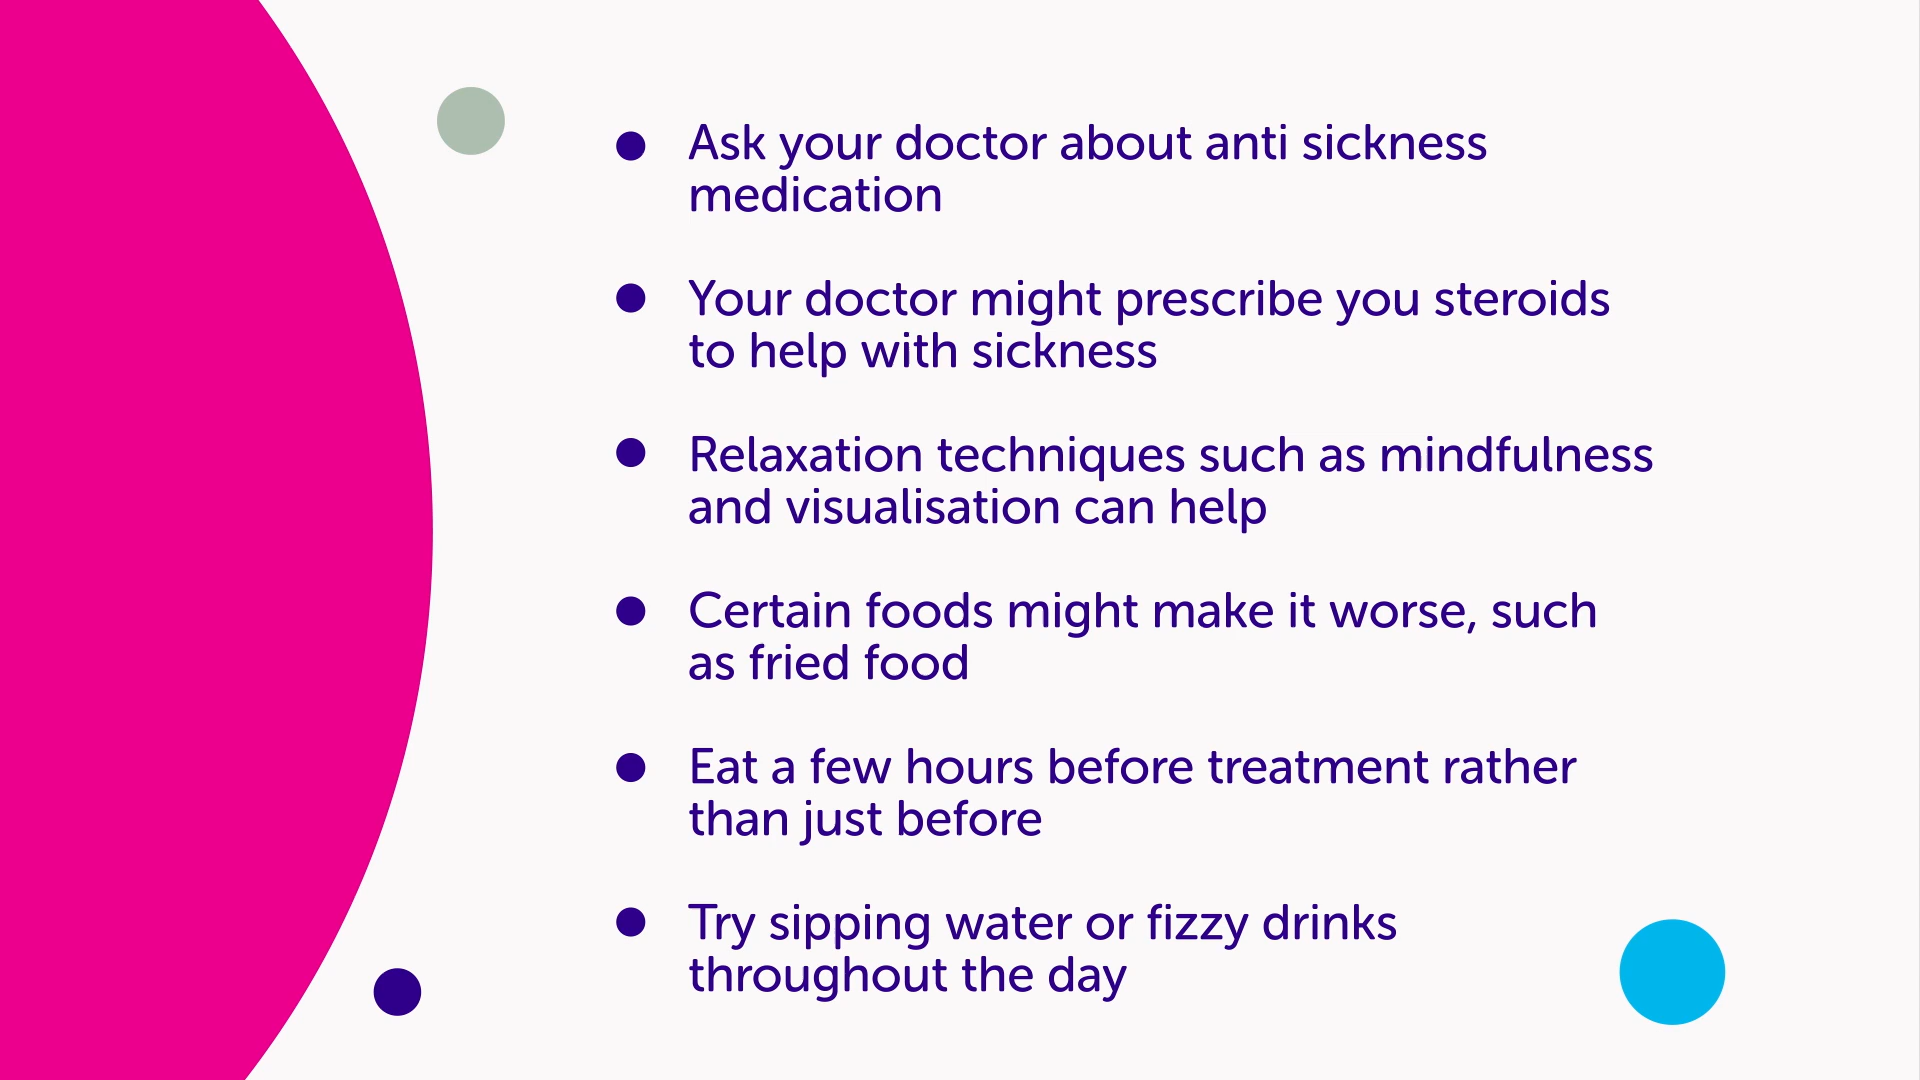 Ask your doctor about anti sickness
medication
Your doctor might prescribe you steroids
to help with sickness
Relaxation techniques such as mindfulness
and visualisation can help
Certain foods might make it worse, such
as fried food
Eat a few hours before treatment rather
than just before
Try sipping water or fizzy drinks
throughout the day